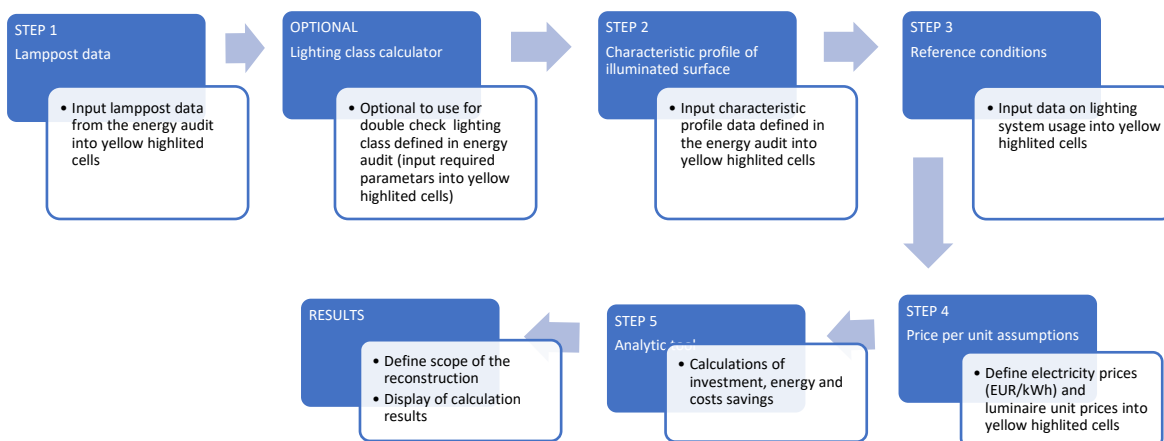 STEP 1
Lamppost data
• Input lamppost data
from the energy audit
into yellow highlited
cells
OPTIONAL
Lighting class calculator
• Optional to use for
double check lighting
class defined in energy
audit (input required
parametars into yellow
highlited cells)
STEP 2
Characteristic profile of
illuminated surface
• Input characteristic
profile data defined in
the energy audit into
yellow highlited cells
STEP 3
Reference conditions
• Input data on lighting
system usage into yellow
highlited cells
STEP 4
Price per unit assumptions
• Define electricity prices
(EUR/kWh) and
luminaire unit prices into
yellow highlited cells
STEP 5
Analytic tool
• Calculations of
investment, energy and
costs savings
RESULTS
• Define scope of the
reconstruction
• Display of calculation
results